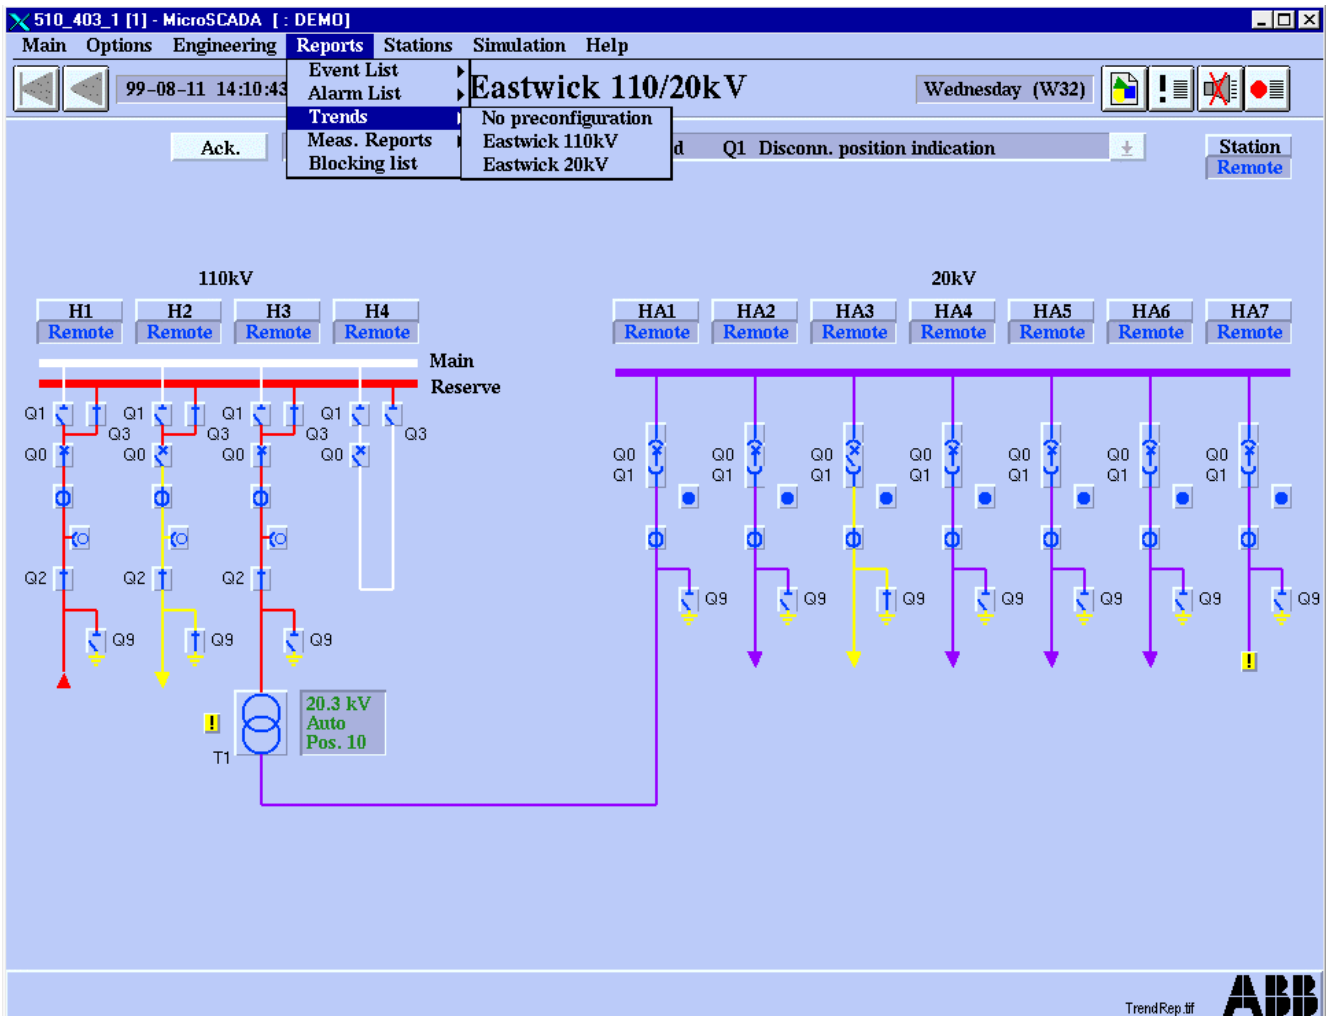 510_403_1 [1] - MicroSCADA [ : DEMO]
Main Options Engineering Reports Stations Simulation Help
99-08-11 14:10:43
Eastwick 110/20kV
Wednesday (W32)
Event List
Alarm List
Trends
Meas. Reports
Blocking list
No preconfiguration
Eastwick 110kV
Eastwick 20kV
Ack.
d Q1 Disconn. position indication
Station
Remote
110kV
20kV
H1 H2 H3 H4
Remote Remote Remote Remote
HA1 HA2 HA3 HA4 HA5 HA6 HA7
Remote Remote Remote Remote Remote Remote Remote
Main
Reserve
Q1 Q1 Q1 Q1
Q3 Q3 Q3 Q3
Q0 Q0 Q0 Q0
Q0 Q0 Q0 Q0 Q0 Q0 Q0
Q1 Q1 Q1 Q1 Q1 Q1 Q1
Q2 Q2 Q2
Q9 Q9 Q9 Q9 Q9 Q9 Q9
Q9 Q9 Q9
!
!
20.3 kV
Auto
Pos. 10
T1
TrendRep.tif
ABB